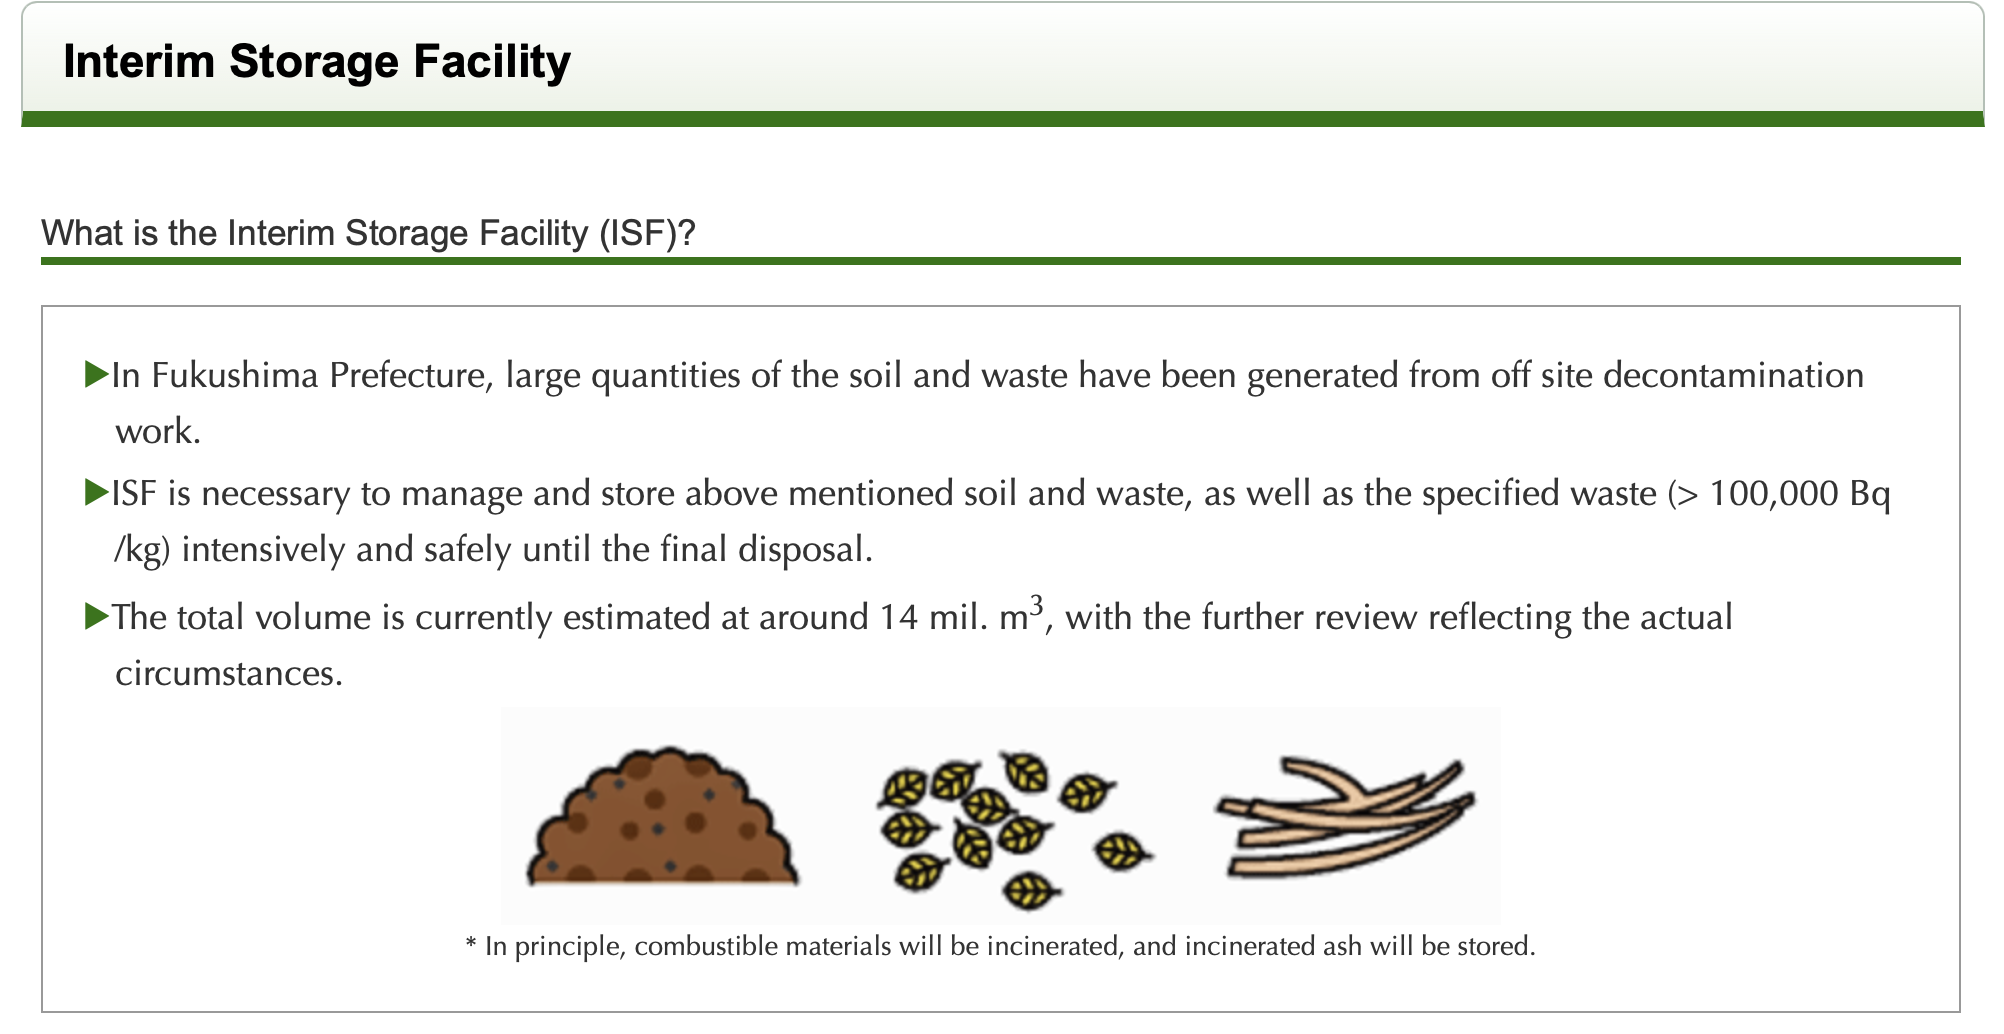 Interim Storage Facility
What is the Interim Storage Facility (ISF)?
▶In Fukushima Prefecture, large quantities of the soil and waste have been generated from off site decontamination
work.
▶ISF is necessary to manage and store above mentioned soil and waste, as well as the specified waste (> 100,000 Bq
/kg) intensively and safely until the final disposal.
▶The total volume is currently estimated at around 14 mil. m³, with the further review reflecting the actual
circumstances.
* In principle, combustible materials will be incinerated, and incinerated ash will be stored.